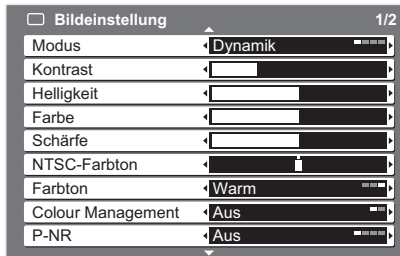 Bildeinstellung 1/2
Modus Dynamik
Kontrast
Helligkeit
Farbe
Schärfe
NTSC-Farbton
Farbton Warm
Colour Management Aus
P-NR Aus